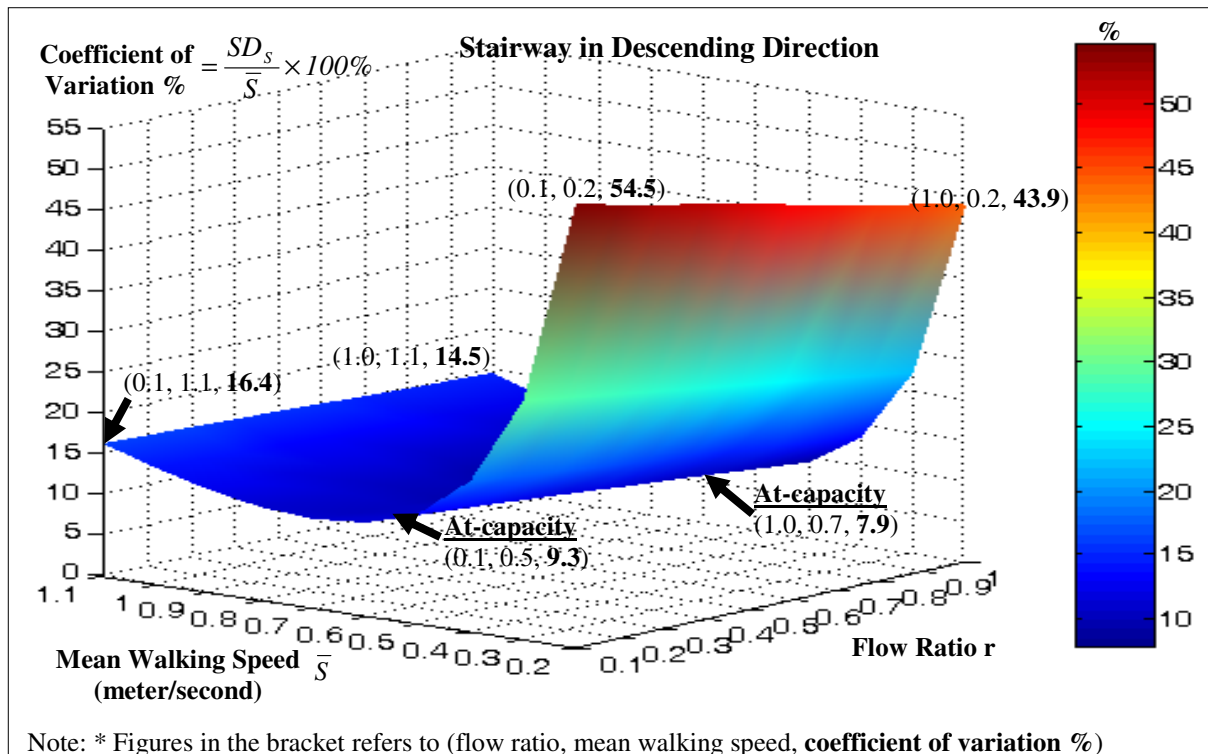 Coefficient of Variation % = SD_S / S̄ × 100%
Stairway in Descending Direction
%
55
50
45
40
35
30
25
20
15
10
5
0
(0.1, 0.2, 54.5)
(1.0, 0.2, 43.9)
(1.0, 1.1, 14.5)
(0.1, 1.1, 16.4)
At-capacity
(0.1, 0.5, 9.3)
At-capacity
(1.0, 0.7, 7.9)
1.1 1 0.9 0.8 0.7 0.6 0.5 0.4 0.3 0.2
0.1 0.2 0.3 0.4 0.5 0.6 0.7 0.8 0.9 1
Mean Walking Speed S̄
(meter/second)
Flow Ratio r
50
40
30
20
15
10
Note: * Figures in the bracket refers to (flow ratio, mean walking speed, coefficient of variation %)